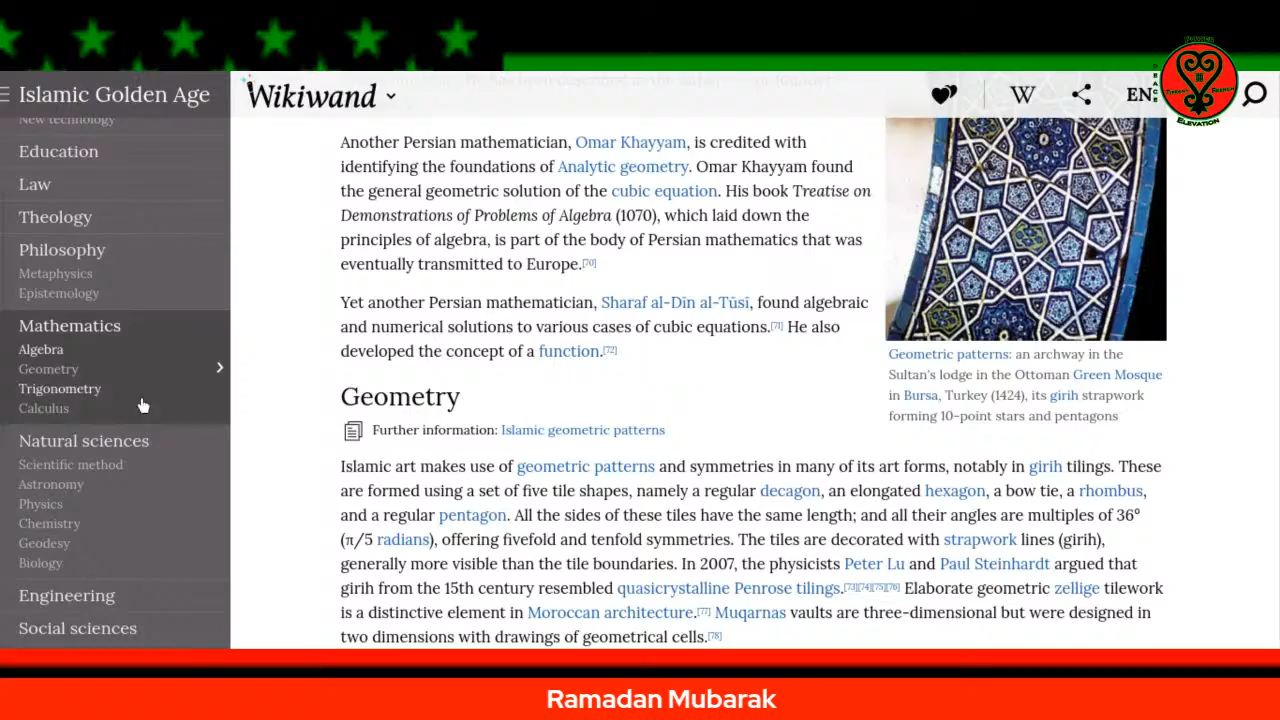 Islamic Golden Age
New technology
Education
Law
Theology
Philosophy
Metaphysics
Epistemology
Mathematics
Algebra
Geometry
Trigonometry
Calculus
Natural sciences
Scientific method
Astronomy
Physics
Chemistry
Geodesy
Biology
Engineering
Social sciences
Wikiwand
W
EN
POWER
PEACE
ELEVATION
Another Persian mathematician, Omar Khayyam, is credited with
identifying the foundations of Analytic geometry. Omar Khayyam found
the general geometric solution of the cubic equation. His book Treatise on
Demonstrations of Problems of Algebra (1070), which laid down the
principles of algebra, is part of the body of Persian mathematics that was
eventually transmitted to Europe.[70]
Yet another Persian mathematician, Sharaf al-Dīn al-Tūsī, found algebraic
and numerical solutions to various cases of cubic equations.[71] He also
developed the concept of a function.[72]
Geometric patterns: an archway in the
Sultan's lodge in the Ottoman Green Mosque
in Bursa, Turkey (1424), its girih strapwork
forming 10-point stars and pentagons
Geometry
Further information: Islamic geometric patterns
Islamic art makes use of geometric patterns and symmetries in many of its art forms, notably in girih tilings. These
are formed using a set of five tile shapes, namely a regular decagon, an elongated hexagon, a bow tie, a rhombus,
and a regular pentagon. All the sides of these tiles have the same length; and all their angles are multiples of 36°
(π/5 radians), offering fivefold and tenfold symmetries. The tiles are decorated with strapwork lines (girih),
generally more visible than the tile boundaries. In 2007, the physicists Peter Lu and Paul Steinhardt argued that
girih from the 15th century resembled quasicrystalline Penrose tilings.[73][74][75][76] Elaborate geometric zellige tilework
is a distinctive element in Moroccan architecture.[77] Muqarnas vaults are three-dimensional but were designed in
two dimensions with drawings of geometrical cells.[78]
Ramadan Mubarak